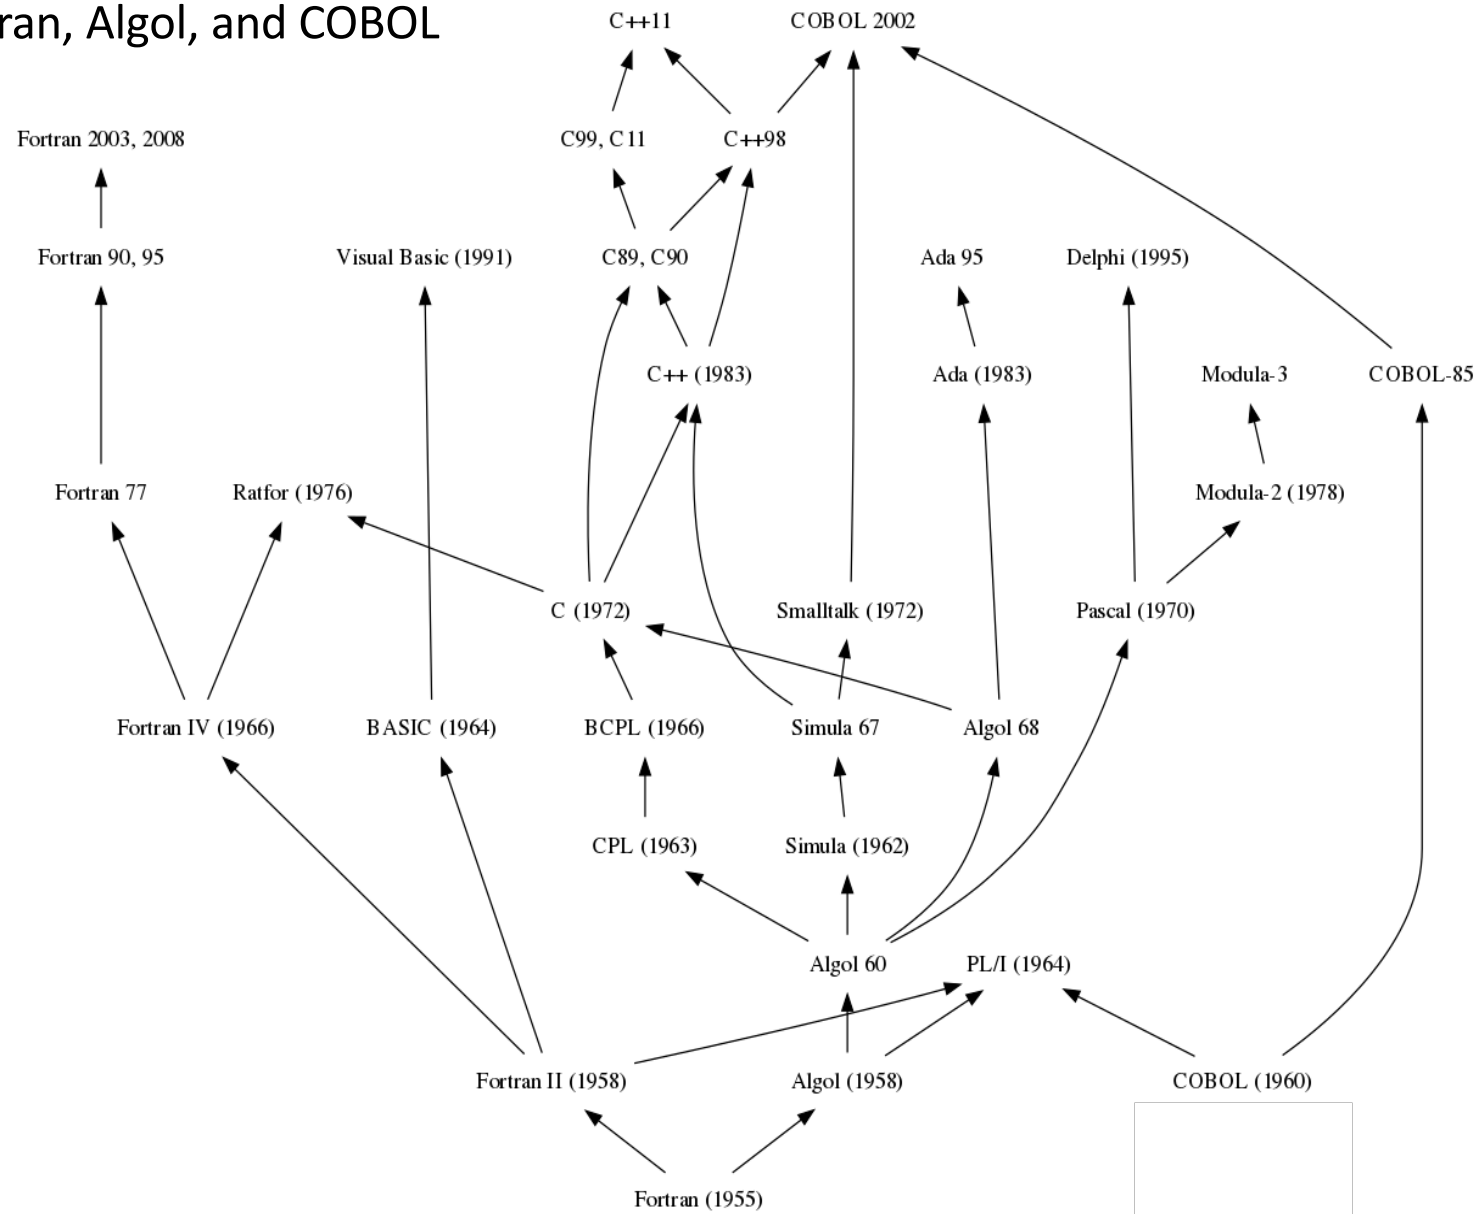 ran, Algol, and COBOL
C++11
COBOL 2002
Fortran 2003, 2008
C99, C11
C++98
Fortran 90, 95
Visual Basic (1991)
C89, C90
Ada 95
Delphi (1995)
C++ (1983)
Ada (1983)
Modula-3
COBOL-85
Fortran 77
Ratfor (1976)
Modula-2 (1978)
C (1972)
Smalltalk (1972)
Pascal (1970)
Fortran IV (1966)
BASIC (1964)
BCPL (1966)
Simula 67
Algol 68
CPL (1963)
Simula (1962)
Algol 60
PL/I (1964)
Fortran II (1958)
Algol (1958)
COBOL (1960)
Fortran (1955)